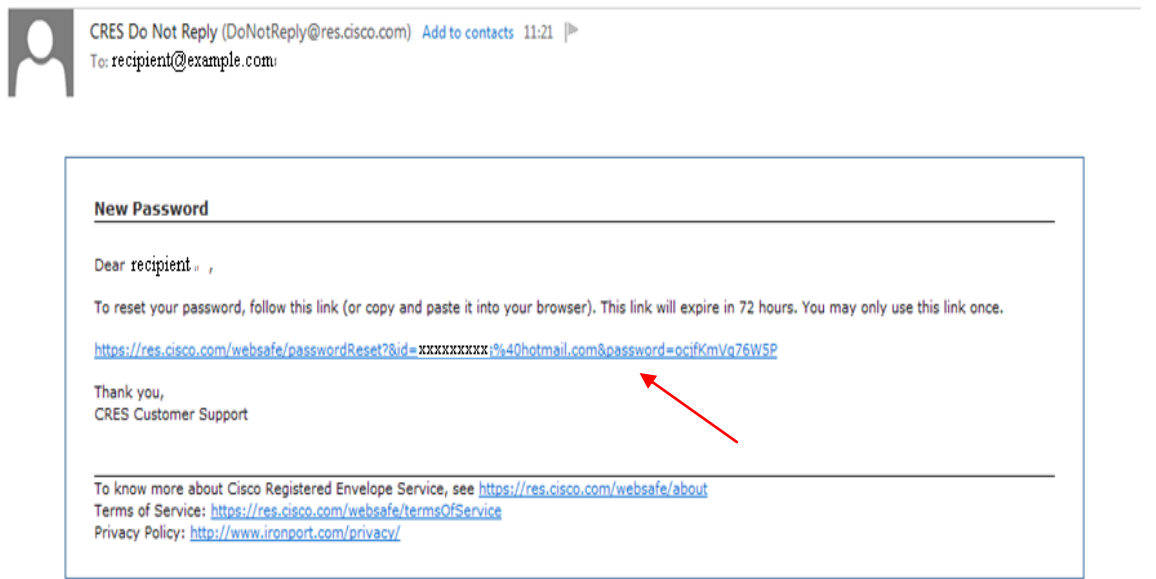 CRES Do Not Reply (DoNotReply@res.cisco.com) Add to contacts 11:21
To: recipient@example.com
New Password
Dear recipient ,
To reset your password, follow this link (or copy and paste it into your browser). This link will expire in 72 hours. You may only use this link once.
https://res.cisco.com/websafe/passwordReset?&id=xxxxxxxxx;%40hotmail.com&password=ocjfKmVq76W5P
Thank you,
CRES Customer Support
To know more about Cisco Registered Envelope Service, see https://res.cisco.com/websafe/about
Terms of Service: https://res.cisco.com/websafe/termsOfService
Privacy Policy: http://www.ironport.com/privacy/